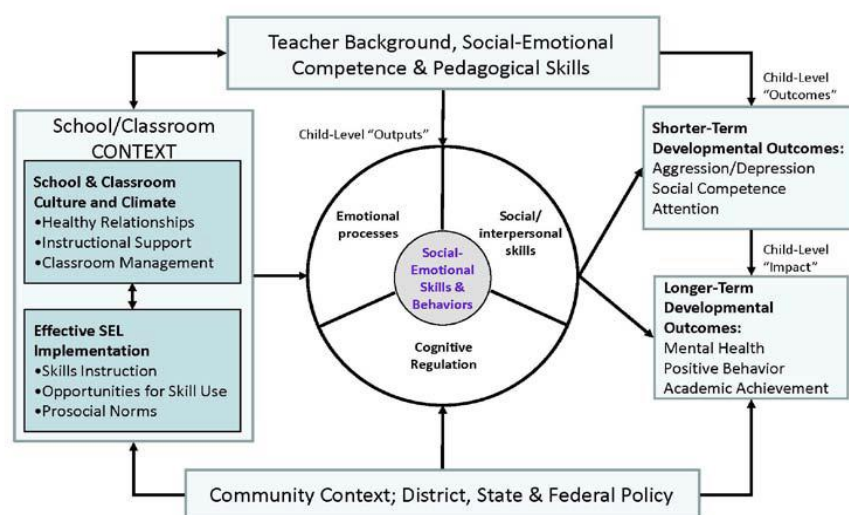 Teacher Background, Social-Emotional
Competence & Pedagogical Skills
School/Classroom
CONTEXT
School & Classroom
Culture and Climate
•Healthy Relationships
•Instructional Support
•Classroom Management
Effective SEL
Implementation
•Skills Instruction
•Opportunities for Skill Use
•Prosocial Norms
Child-Level “Outputs”
Emotional
processes
Social/
interpersonal
skills
Social-
Emotional
Skills &
Behaviors
Cognitive
Regulation
Child-Level
“Outcomes”
Shorter-Term
Developmental Outcomes:
Aggression/Depression
Social Competence
Attention
Child-Level
“Impact”
Longer-Term
Developmental
Outcomes:
Mental Health
Positive Behavior
Academic Achievement
Community Context; District, State & Federal Policy